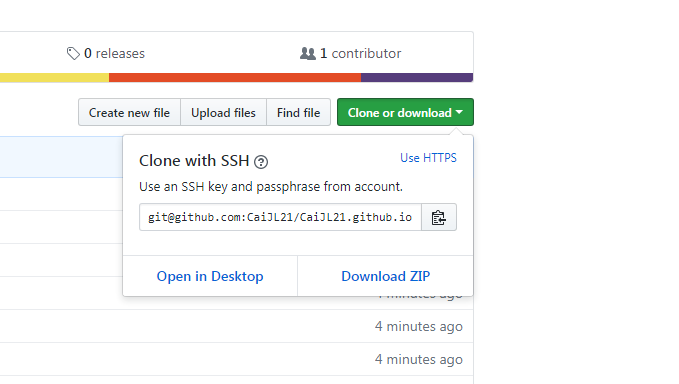 0 releases
1 contributor
Create new file
Upload files
Find file
Clone or download
Clone with SSH
Use HTTPS
Use an SSH key and passphrase from account.
git@github.com:CaiJL21/CaiJL21.github.io
Open in Desktop
Download ZIP
4 minutes ago
4 minutes ago
4 minutes ago